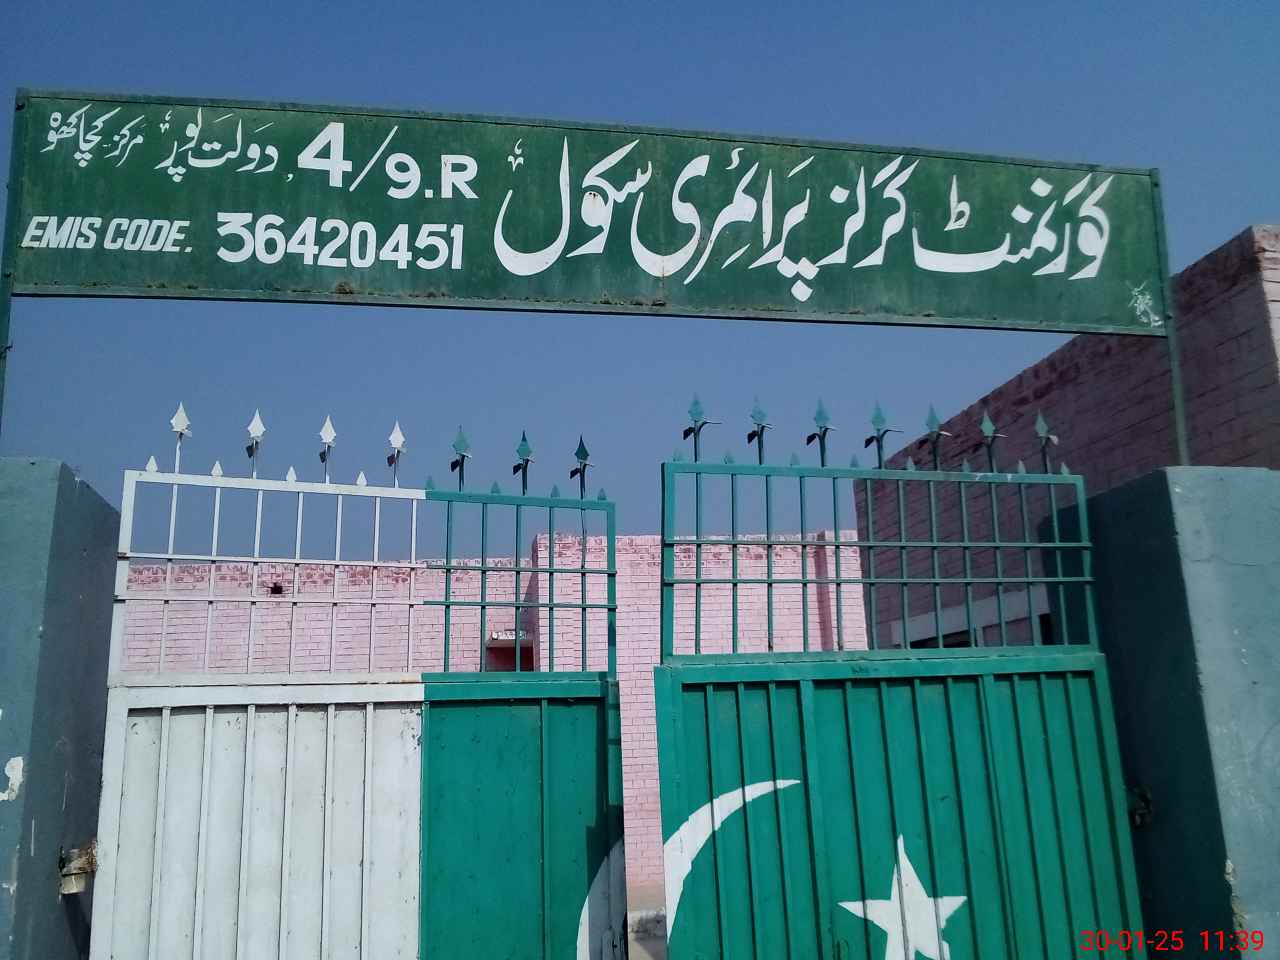 گورنمنٹ گرلز پرائمری سکول
4/9.R، دولت پور مرکز کچا کھوہ
EMIS CODE. 36420451
30-01-25 11:39